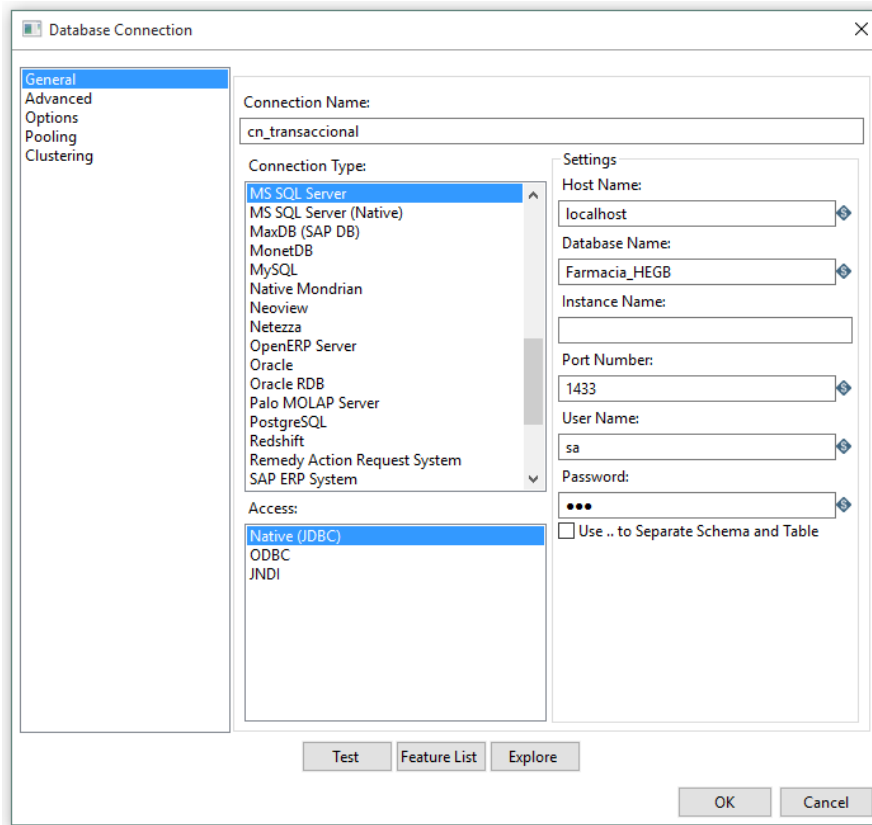 Database Connection
General
Advanced
Options
Pooling
Clustering
Connection Name:
cn_transaccional
Connection Type:
MS SQL Server
MS SQL Server (Native)
MaxDB (SAP DB)
MonetDB
MySQL
Native Mondrian
Neoview
Netezza
OpenERP Server
Oracle
Oracle RDB
Palo MOLAP Server
PostgreSQL
Redshift
Remedy Action Request System
SAP ERP System
Access:
Native (JDBC)
ODBC
JNDI
Settings
Host Name:
localhost
Database Name:
Farmacia_HEGB
Instance Name:
Port Number:
1433
User Name:
sa
Password:
●●●
Use .. to Separate Schema and Table
Test
Feature List
Explore
OK
Cancel